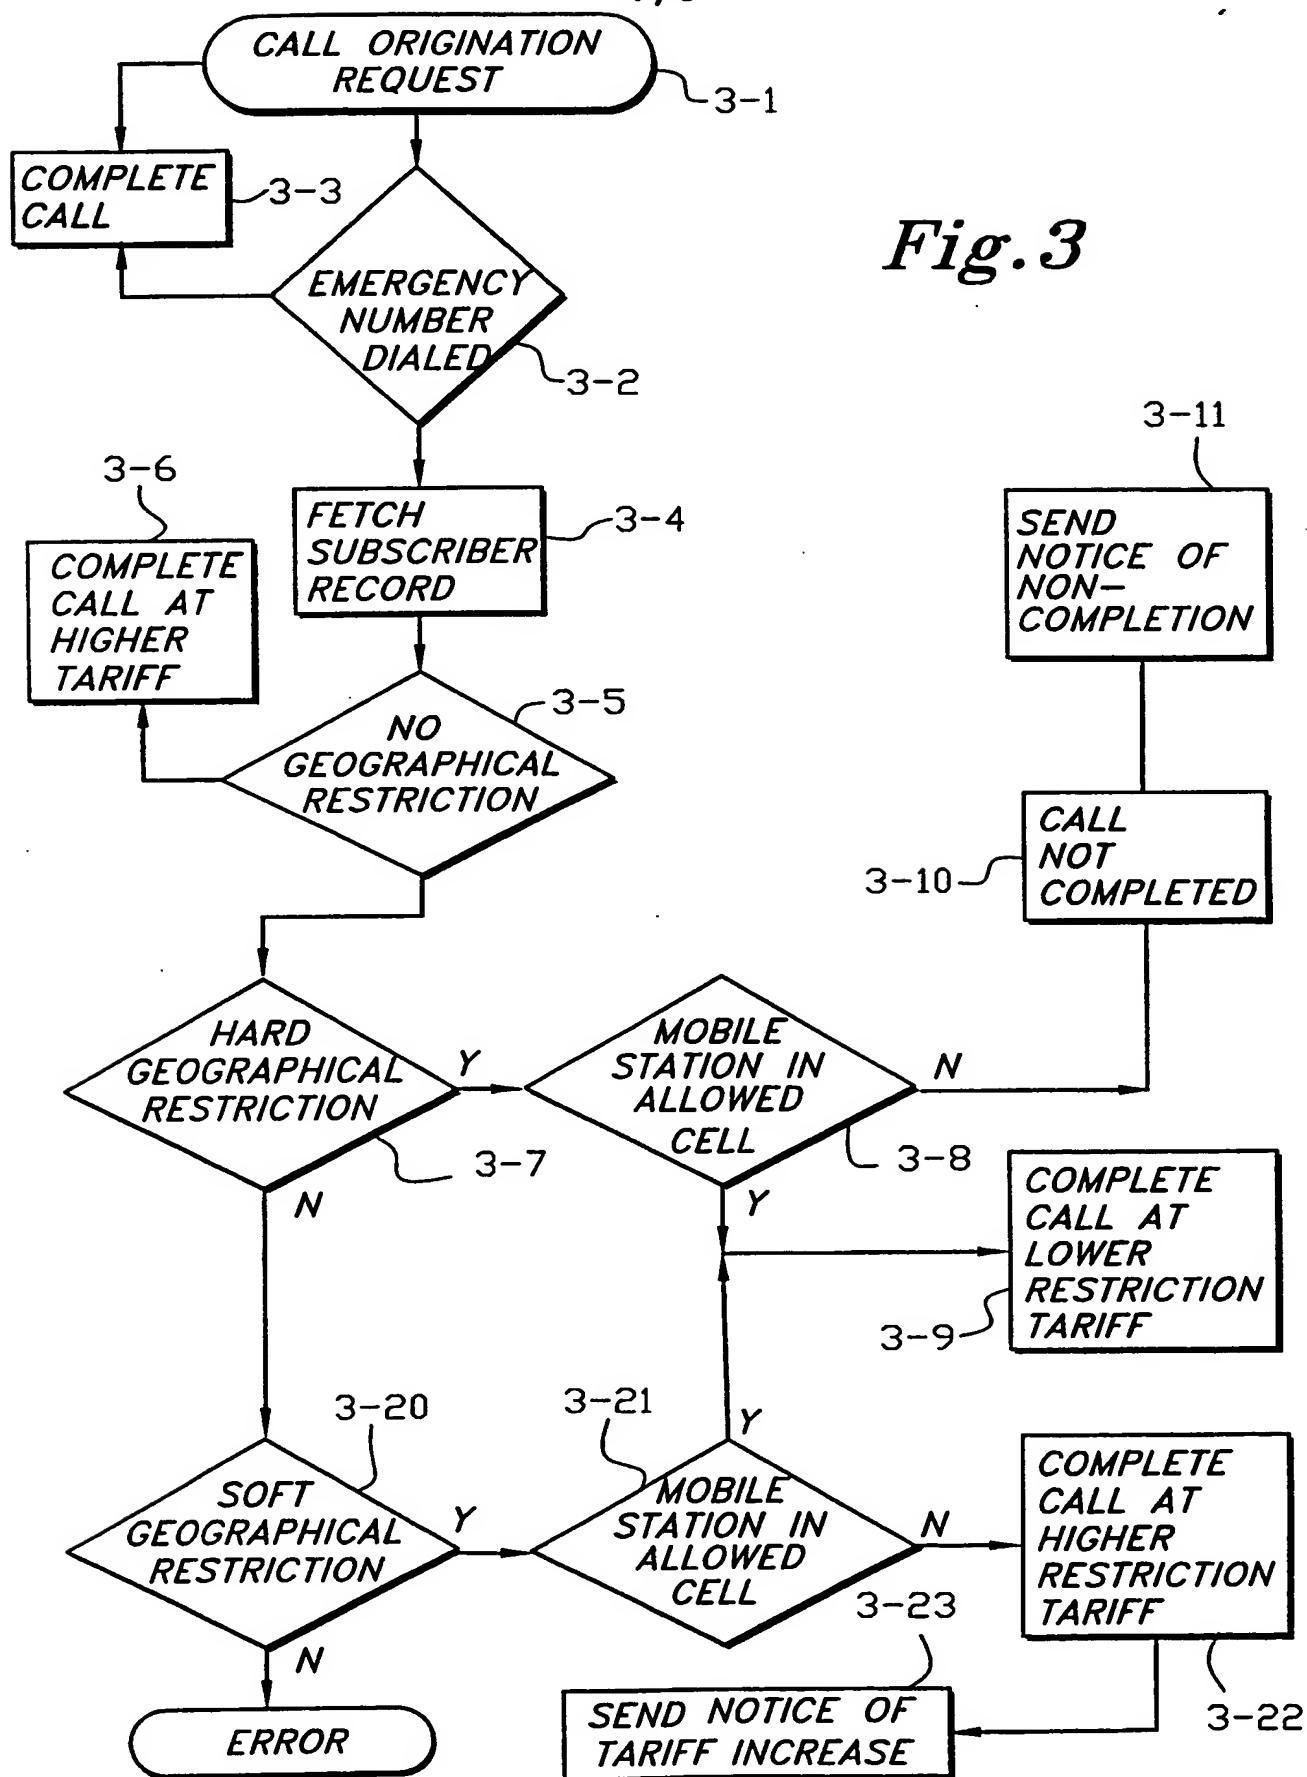 CALL ORIGINATION
REQUEST
3-1
COMPLETE
CALL
3-3
Fig. 3
EMERGENCY
NUMBER
DIALED
3-2
3-11
3-6
FETCH
SUBSCRIBER
RECORD
3-4
SEND
NOTICE OF
NON-
COMPLETION
COMPLETE
CALL AT
HIGHER
TARIFF
3-5
NO
GEOGRAPHICAL
RESTRICTION
CALL
NOT
COMPLETED
3-10
HARD
GEOGRAPHICAL
RESTRICTION
Y
3-7
N
MOBILE
STATION IN
ALLOWED
CELL
N
3-8
Y
COMPLETE
CALL AT
LOWER
RESTRICTION
TARIFF
3-9
3-20
SOFT
GEOGRAPHICAL
RESTRICTION
Y
N
3-21
Y
MOBILE
STATION IN
ALLOWED
CELL
N
COMPLETE
CALL AT
HIGHER
RESTRICTION
TARIFF
3-22
3-23
ERROR
SEND NOTICE OF
TARIFF INCREASE